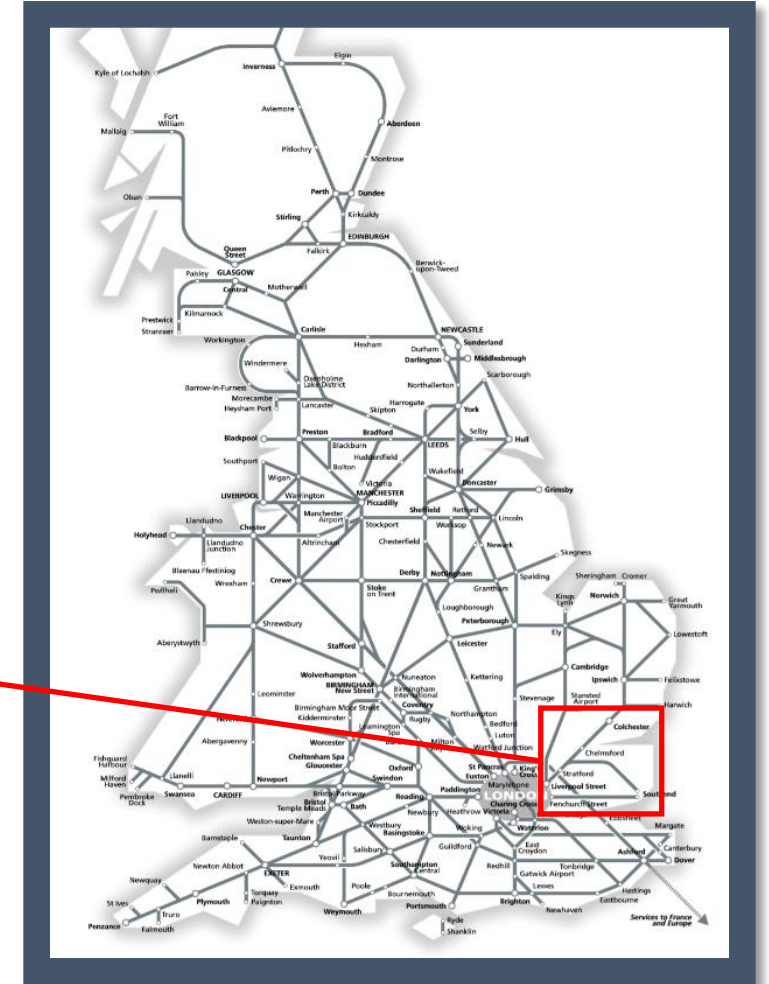 Elgin
Inverness
Kyle of Lochalsh
Aviemore
Fort
William
Aberdeen
Mallaig
Pitlochry
Montrose
Perth
Dundee
Oban
Stirling
Kirkcaldy
EDINBURGH
Queen
Street
Falkirk
Berwick-
upon-Tweed
Paisley
GLASGOW
Central
Motherwell
Prestwick
Kilmarnock
Stranraer
Carlisle
NEWCASTLE
Workington
Hexham
Sunderland
Durham
Darlington
Middlesbrough
Windermere
Scarborough
Oxenholme
Lake District
Northallerton
Barrow-in-Furness
Morecambe
Heysham Port
Lancaster
Harrogate
Skipton
York
Preston
Bradford
Selby
Blackpool
Blackburn
LEEDS
Hull
Huddersfield
Southport
Bolton
Wakefield
Wigan
Victoria
Doncaster
LIVERPOOL
Warrington
MANCHESTER
Piccadilly
Grimsby
Manchester
Airport
Sheffield
Retford
Llandudno
Stockport
Worksop
Lincoln
Holyhead
Chester
Llandudno
Junction
Altrincham
Chesterfield
Newark
Skegness
Blaenau Ffestiniog
Wrexham
Crewe
Derby
Nottingham
Spalding
Sheringham
Cromer
Pwllheli
Stoke
on Trent
Grantham
Kings
Lynn
Norwich
Great
Yarmouth
Loughborough
Peterborough
Aberystwyth
Shrewsbury
Stafford
Leicester
Ely
Lowestoft
Wolverhampton
Nuneaton
Kettering
Cambridge
BIRMINGHAM
New Street
Birmingham
International
Ipswich
Felixstowe
Leominster
Coventry
Stevenage
Stansted
Airport
Harwich
Birmingham Moor Street
Kidderminster
Rugby
Northampton
Bedford
Leamington
Spa
Colchester
Abergavenny
Worcester
Milton
Luton
Watford Junction
Chelmsford
Cheltenham Spa
Gloucester
Oxford
St Pancras
King's
Cross
Euston
Stratford
Fishguard
Harbour
Llanelli
Newport
Swindon
Marylebone
Liverpool Street
Milford
Haven
Paddington
LONDON
Southend
Pembroke
Dock
Swansea
CARDIFF
Bristol Parkway
Reading
Fenchurch Street
Bristol
Temple Meads
Bath
Newbury
Heathrow
Victoria
Charing Cross
Ebbsfleet
Weston-super-Mare
Westbury
Waterloo
Margate
Barnstaple
Taunton
Basingstoke
Woking
East
Croydon
Canterbury
Salisbury
Guildford
Ashford
Dover
Newton Abbot
Yeovil
Southampton
Central
Redhill
Tonbridge
Gatwick Airport
Newquay
EXETER
Exmouth
Poole
Lewes
Hastings
St Ives
Plymouth
Torquay
Paignton
Bournemouth
Eastbourne
Truro
Weymouth
Portsmouth
Brighton
Newhaven
Penzance
Falmouth
Ryde
Shanklin
Services to France
and Europe